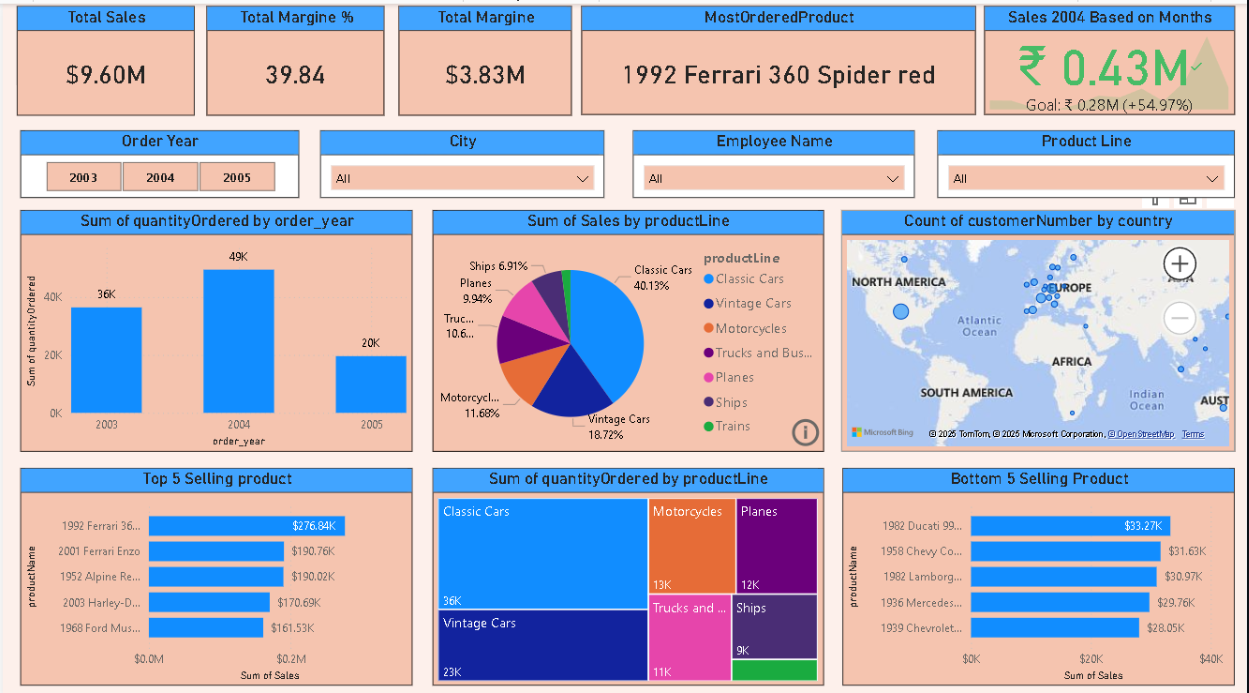 Total Sales
$9.60M
Total Margine %
39.84
Total Margine
$3.83M
MostOrderedProduct
1992 Ferrari 360 Spider red
Sales 2004 Based on Months
₹ 0.43M✓
Goal: ₹ 0.28M (+54.97%)
Order Year
2003
2004
2005
City
All
Employee Name
All
Product Line
All
Sum of quantityOrdered by order_year
Sum of quantityOrdered
40K
20K
0K
36K
49K
20K
2003
2004
2005
order_year
Sum of Sales by productLine
Ships 6.91%
Planes
9.94%
Truc...
10.6...
Motorcycl...
11.68%
Vintage Cars
18.72%
Classic Cars
40.13%
productLine
Classic Cars
Vintage Cars
Motorcycles
Trucks and Bus...
Planes
Ships
Trains
Count of customerNumber by country
NORTH AMERICA
EUROPE
Atlantic
Ocean
AFRICA
SOUTH AMERICA
Indian
Ocean
AUST
Microsoft Bing
© 2025 TomTom, © 2025 Microsoft Corporation, © OpenStreetMap Terms
Top 5 Selling product
productName
1992 Ferrari 36...
$276.84K
2001 Ferrari Enzo
$190.76K
1952 Alpine Re...
$190.02K
2003 Harley-D...
$170.69K
1968 Ford Mus...
$161.53K
$0.0M
$0.2M
Sum of Sales
Sum of quantityOrdered by productLine
Classic Cars
36K
Vintage Cars
23K
Motorcycles
13K
Planes
12K
Trucks and ...
11K
Ships
9K
Bottom 5 Selling Product
productName
1982 Ducati 99...
$33.27K
1958 Chevy Co...
$31.63K
1982 Lamborg...
$30.97K
1936 Mercedes...
$29.76K
1939 Chevrolet...
$28.05K
$0K
$20K
$40K
Sum of Sales